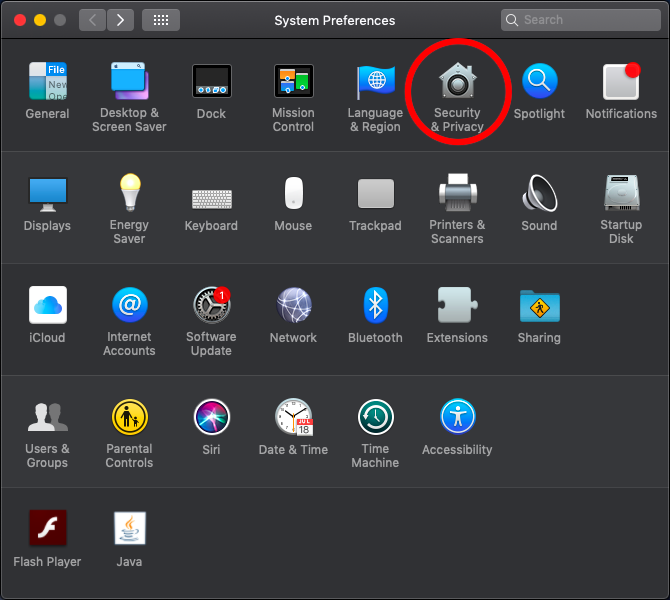 System Preferences
Search
File
New
Ope
General
Desktop &
Screen Saver
Dock
Mission
Control
Language
& Region
Security
& Privacy
Spotlight
Notifications
Displays
Energy
Saver
Keyboard
Mouse
Trackpad
Printers &
Scanners
Sound
Startup
Disk
iCloud
@
Internet
Accounts
1
Software
Update
Network
Bluetooth
Extensions
Sharing
Users &
Groups
Parental
Controls
Siri
JUL
18
Date & Time
Time
Machine
Accessibility
Flash Player
Java